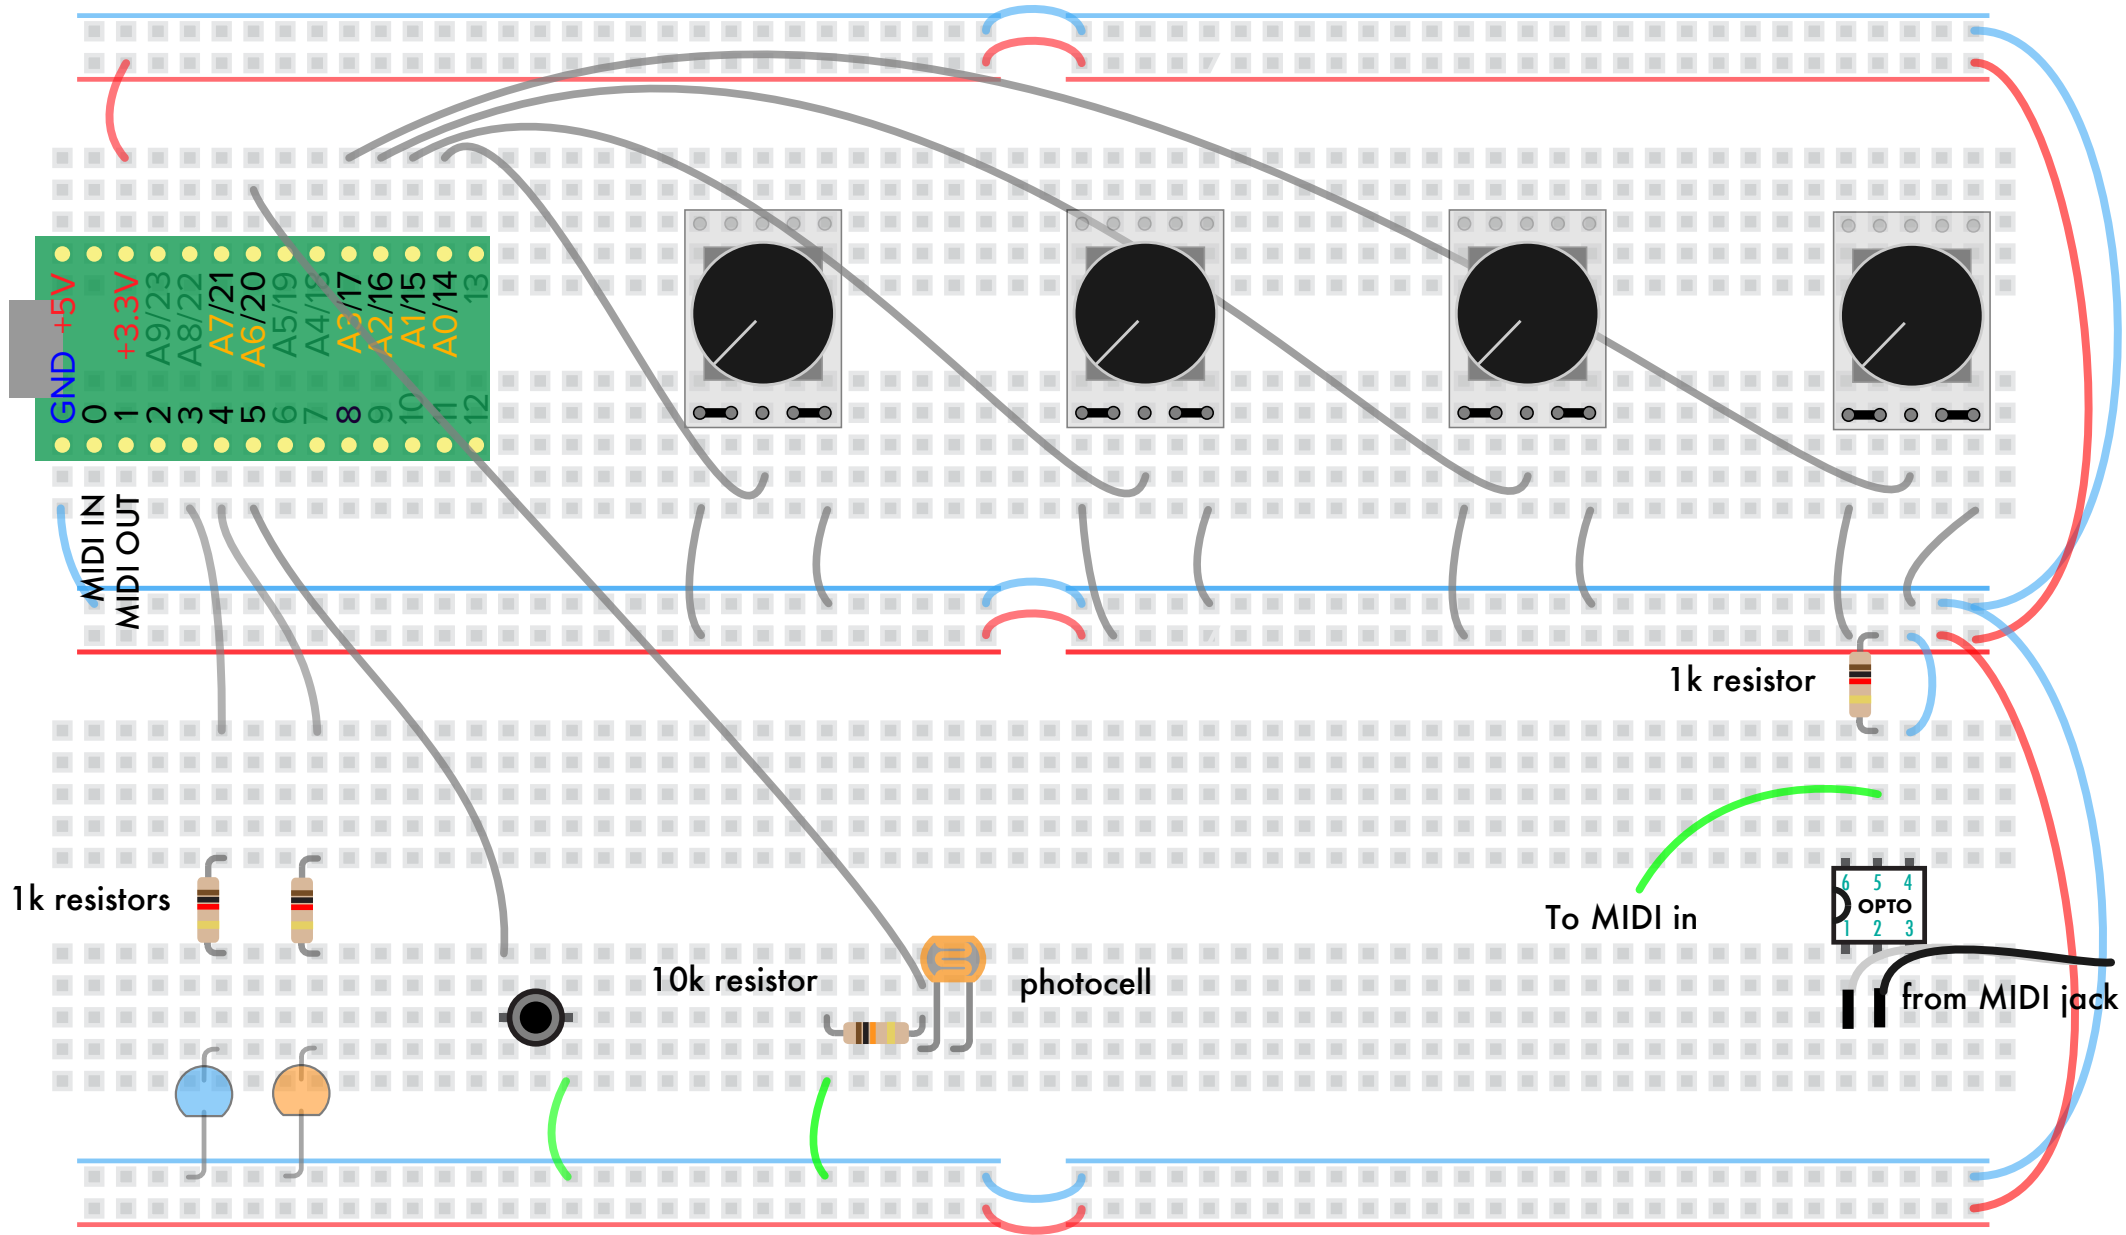 GND +5V
0
1 +3.3V
2 A9/23
3 A8/22
4 A7/21
5 A6/20
6 A5/19
7 A4/18
8 A3/17
9 A2/16
10 A1/15
11 A0/14
12 13
MIDI IN
MIDI OUT
1k resistor
1k resistors
To MIDI in
6 5 4
OPTO
1 2 3
10k resistor
photocell
from MIDI jack